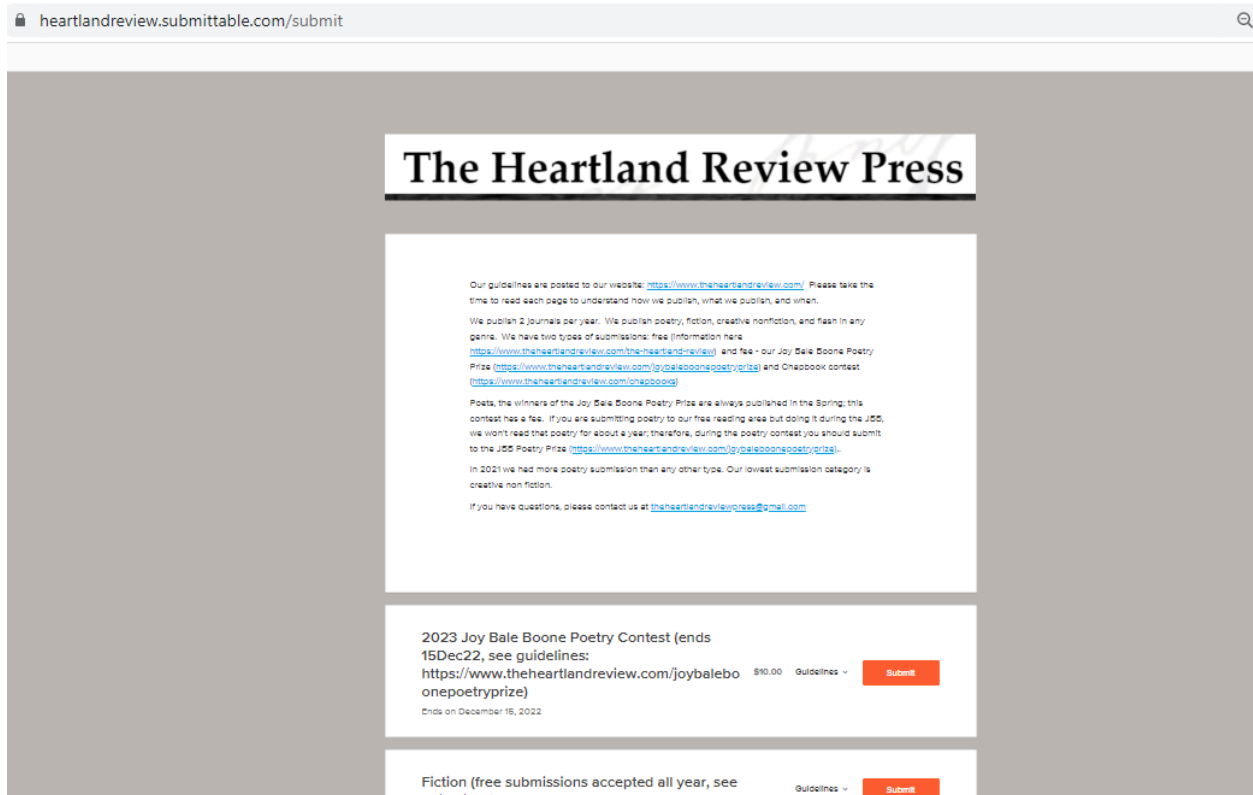 heartlandreview.submittable.com/submit
The Heartland Review Press
Our guidelines are posted to our website: https://www.theheartlandreview.com/ Please take the
time to read each page to understand how we publish, what we publish, and when.
We publish 2 journals per year. We publish poetry, fiction, creative nonfiction, and flash in any
genre. We have two types of submissions: free (information here
https://www.theheartlandreview.com/the-heartland-review) and fee - our Joy Bale Boone Poetry
Prize (https://www.theheartlandreview.com/joybaleboonepoetryprize) and Chapbook contest
(https://www.theheartlandreview.com/chapbooks)
Poets, the winners of the Joy Bale Boone Poetry Prize are always published in the Spring; this
contest has a fee. If you are submitting poetry to our free reading area but doing it during the JBB,
we won't read that poetry for about a year; therefore, during the poetry contest you should submit
to the JBB Poetry Prize (https://www.theheartlandreview.com/joybaleboonepoetryprize)..
In 2021 we had more poetry submission than any other type. Our lowest submission category is
creative non fiction.
If you have questions, please contact us at theheartlandreviewpress@gmail.com
2023 Joy Bale Boone Poetry Contest (ends
15Dec22, see guidelines:
https://www.theheartlandreview.com/joybalebo
onepoetryprize)
$10.00 Guidelines Submit
Ends on December 15, 2022
Fiction (free submissions accepted all year, see
Guidelines Submit